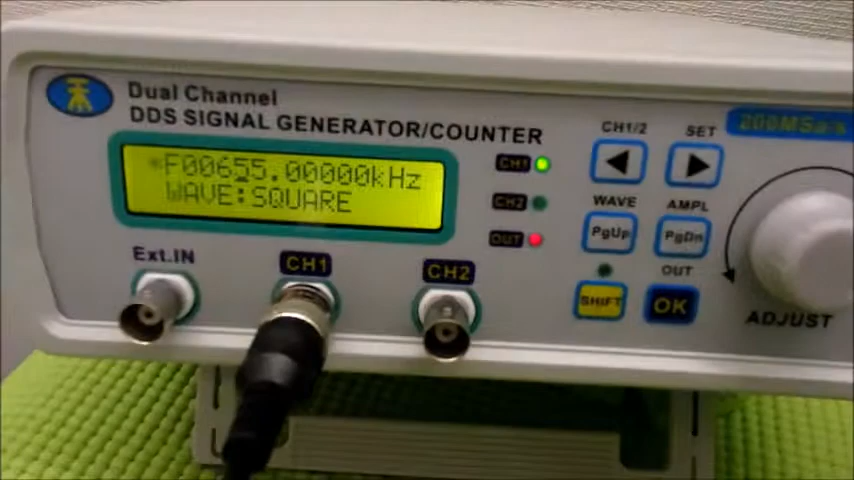 Dual Channel
DDS SIGNAL GENERATOR/COUNTER
200MSa/s
*F00655.00000kHz
WAVE:SQUARE
CH1
CH2
OUT
CH1/2
SET
WAVE
AMPL
PgUp
PgDn
OUT
SHIFT
OK
ADJUST
Ext.IN
CH1
CH2